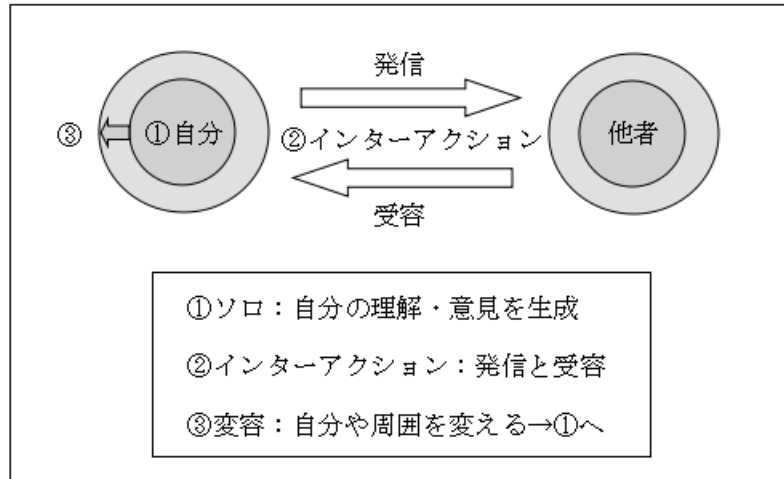 発信
③
①自分
②インターアクション
他者
受容
①ソロ：自分の理解・意見を生成
②インターアクション：発信と受容
③変容：自分や周囲を変える→①へ